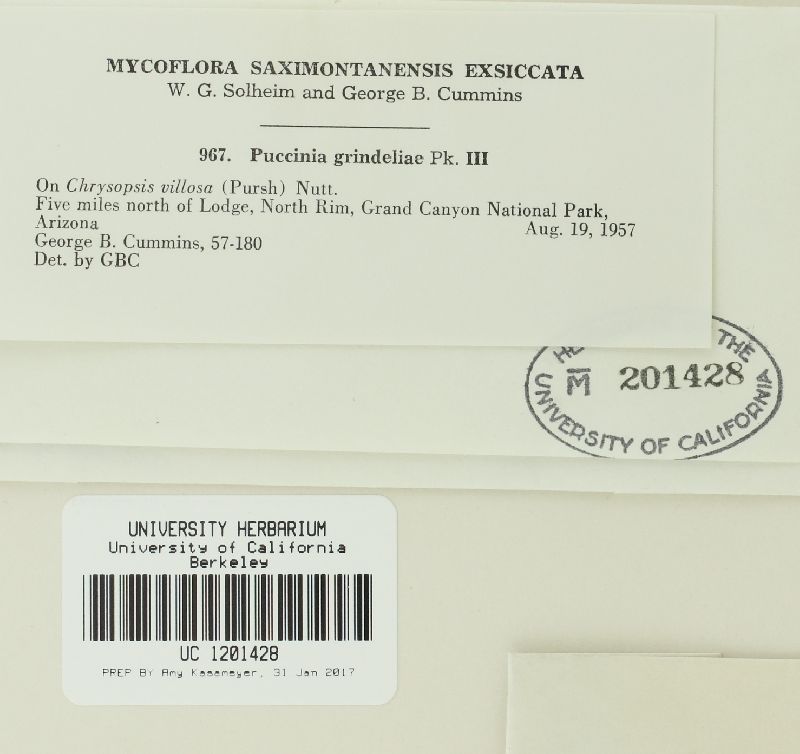 MYCOFLORA SAXIMONTANENSIS EXSICCATA
W. G. Solheim and George B. Cummins
967. Puccinia grindeliae Pk. III
On Chrysopsis villosa (Pursh) Nutt.
Five miles north of Lodge, North Rim, Grand Canyon National Park,
Arizona Aug. 19, 1957
George B. Cummins, 57-180
Det. by GBC
THE
M 201428
UNIVERSITY OF CALIFORNIA
UNIVERSITY HERBARIUM
University of California
Berkeley
UC 1201428
PREP BY Amy Kasameyer, 31 Jan 2017